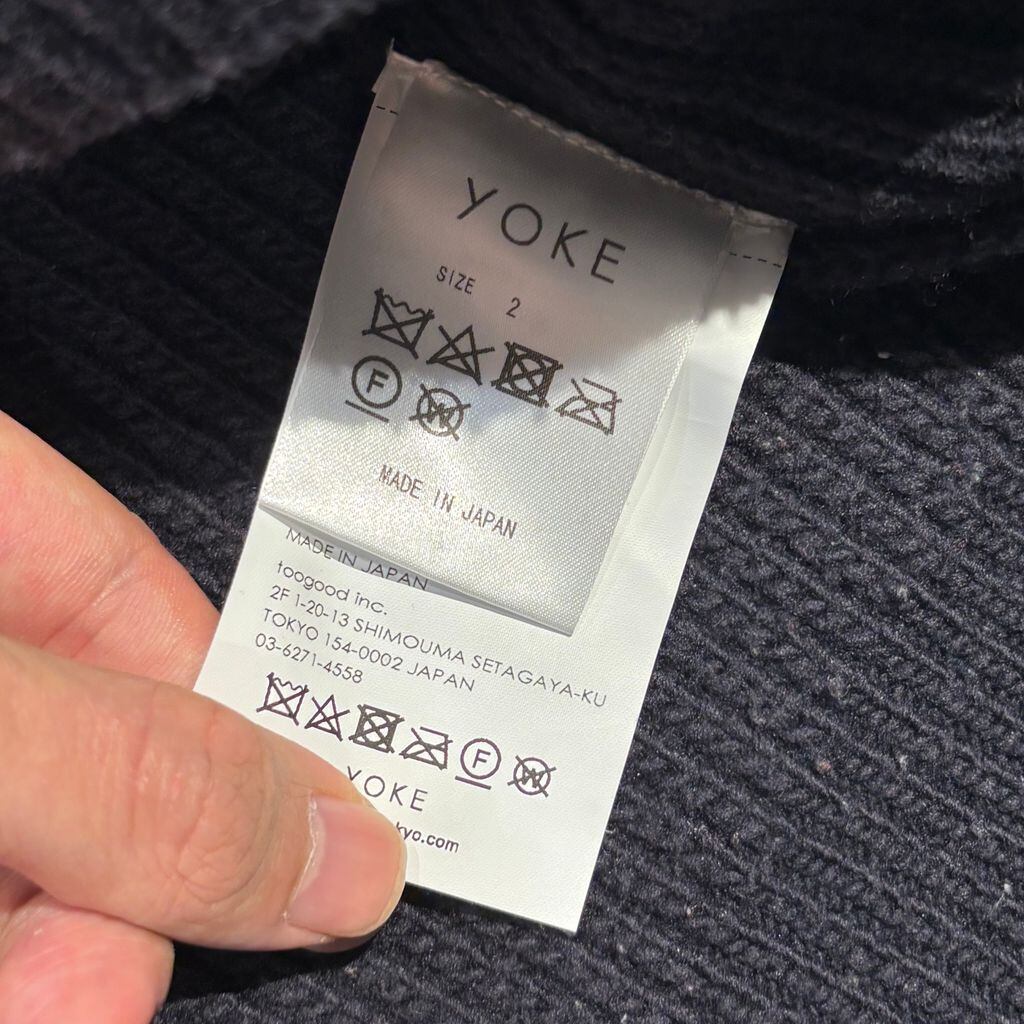 YOKE
SIZE 2
F
W
MADE IN JAPAN
MADE IN JAPAN
toogood inc.
2F 1-20-13 SHIMOUMA SETAGAYA-KU
TOKYO 154-0002 JAPAN
03-6271-4558
F
W
YOKE
kyo.com